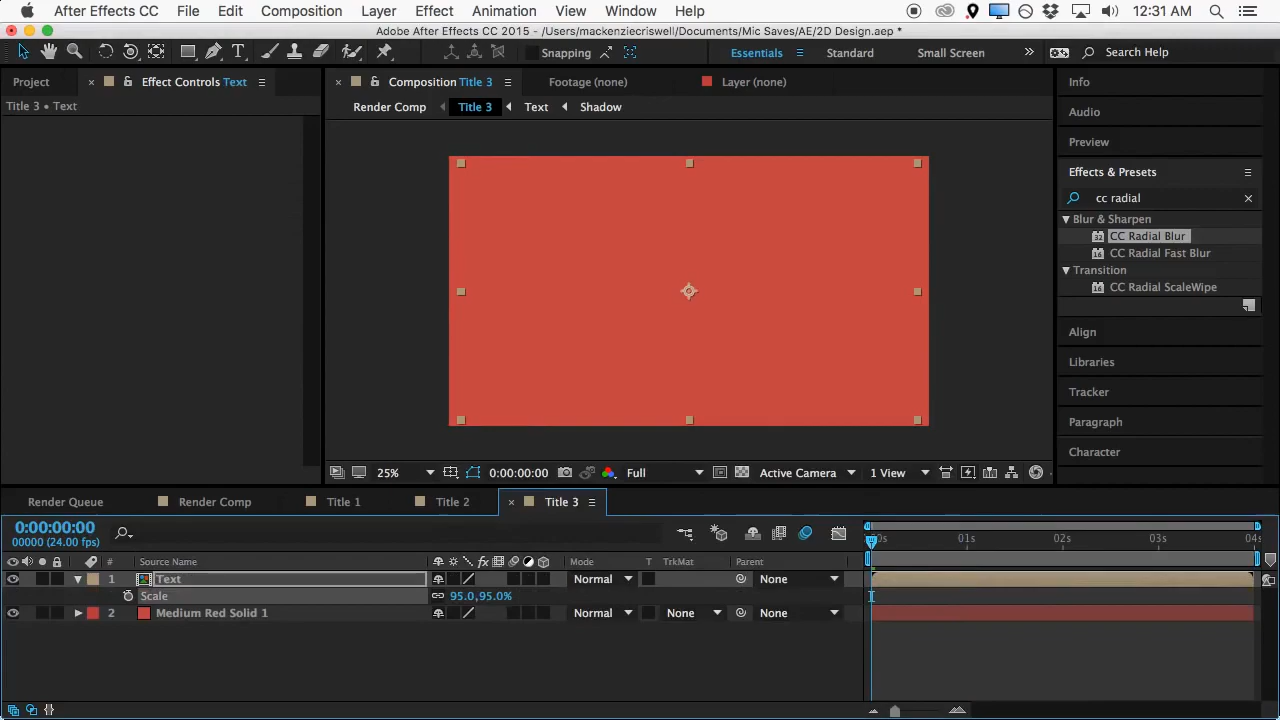 After Effects CC File Edit Composition Layer Effect Animation View Window Help 12:31 AM
Adobe After Effects CC 2015 - /Users/mackenziecriswell/Documents/Mic Saves/AE/2D Design.aep *
Snapping Essentials Standard Small Screen » Search Help
Project × Effect Controls Text × Composition Title 3 Footage (none) Layer (none) Info
Title 3 • Text Render Comp Title 3 Text Shadow
Audio
Preview
Effects & Presets
cc radial ×
Blur & Sharpen
32 CC Radial Blur
16 CC Radial Fast Blur
Transition
16 CC Radial ScaleWipe
Align
Libraries
Tracker
Paragraph
Character
25% 0:00:00:00 Full Active Camera 1 View
Render Queue Render Comp Title 1 Title 2 × Title 3
0:00:00:00
00000 (24.00 fps)
:00s 01s 02s 03s 04s
# Source Name fx Mode T TrkMat Parent
1 Text Normal None
Scale 95.0,95.0%
2 Medium Red Solid 1 Normal None None